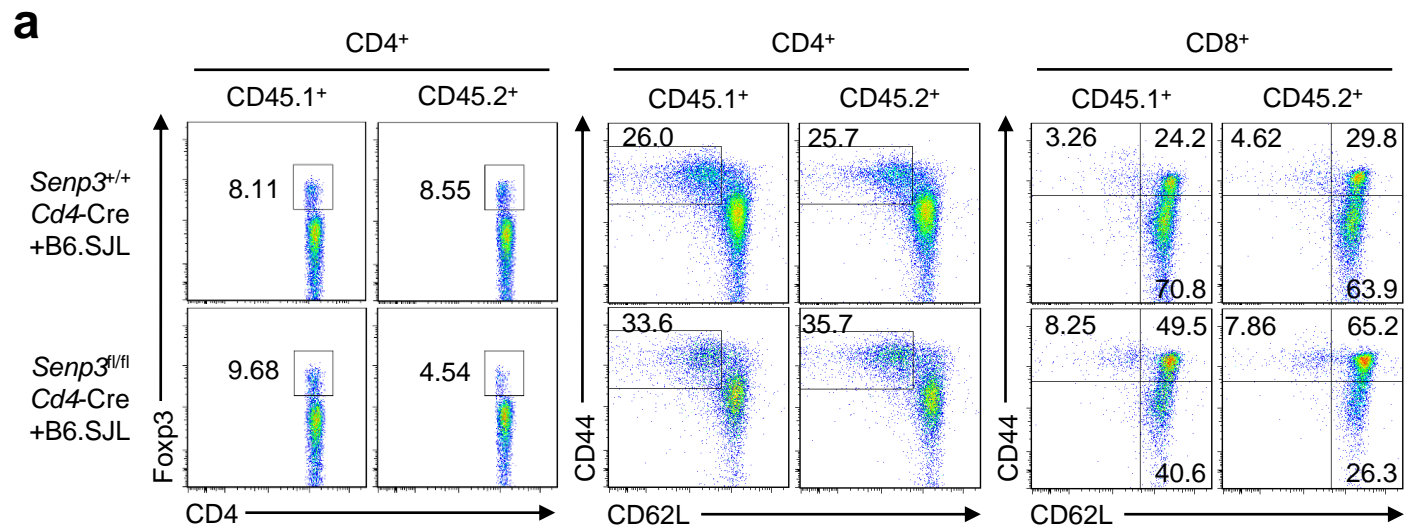 a
CD4⁺ CD4⁺ CD8⁺
CD45.1⁺ CD45.2⁺ CD45.1⁺ CD45.2⁺ CD45.1⁺ CD45.2⁺
Senp3⁺/⁺
Cd4-Cre
+B6.SJL
8.11 8.55 26.0 25.7 3.26 24.2 4.62 29.8
70.8 63.9
Senp3fl/fl
Cd4-Cre
+B6.SJL
9.68 4.54 33.6 35.7 8.25 49.5 7.86 65.2
40.6 26.3
Foxp3
CD44
CD44
CD4 CD62L CD62L